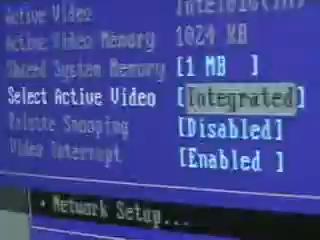 Active Video
Active Video Memory 1024 KB
Shared System Memory [1 MB ]
Select Active Video [Integrated]
Palette Snooping [Disabled]
Video Interrupt [Enabled ]
• Network Setup...